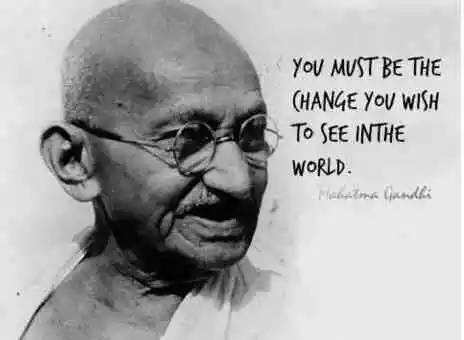 YOU MUST BE THE
CHANGE YOU WISH
TO SEE INTHE
WORLD.
Mahatma Gandhi